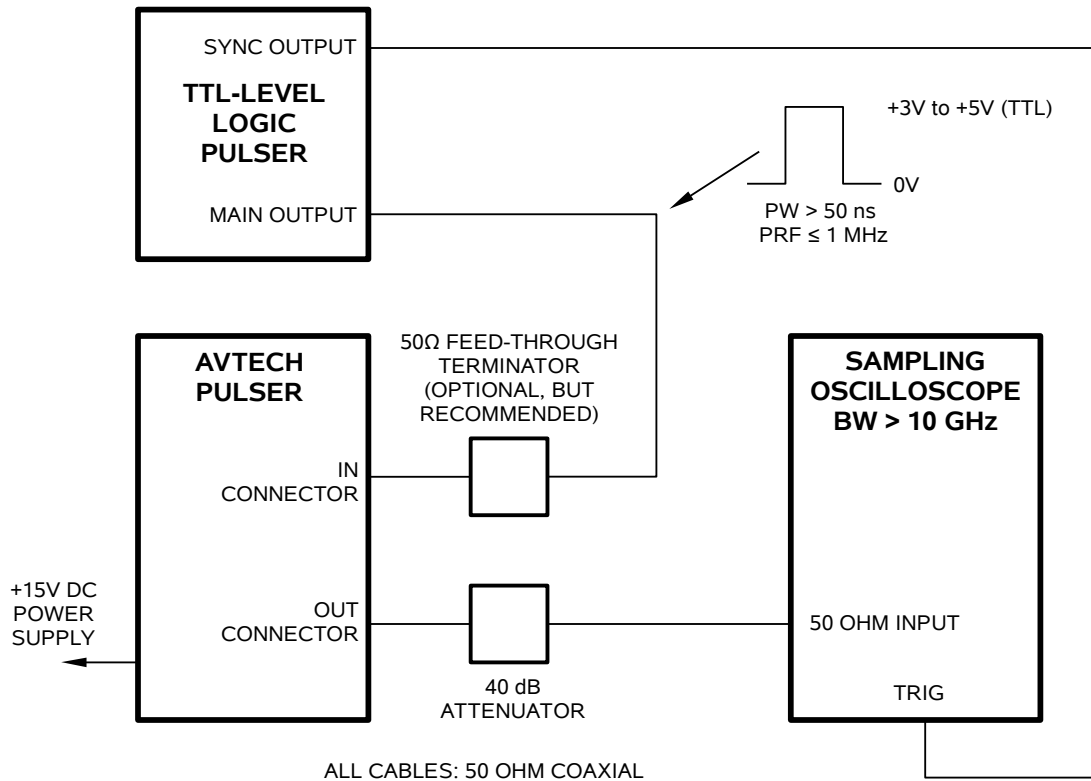 SYNC OUTPUT
TTL-LEVEL
LOGIC
PULSER
MAIN OUTPUT
+3V to +5V (TTL)
0V
PW > 50 ns
PRF ≤ 1 MHz
AVTECH
PULSER
50Ω FEED-THROUGH
TERMINATOR
(OPTIONAL, BUT
RECOMMENDED)
SAMPLING
OSCILLOSCOPE
BW > 10 GHz
IN
CONNECTOR
+15V DC
POWER
SUPPLY
OUT
CONNECTOR
50 OHM INPUT
40 dB
ATTENUATOR
TRIG
ALL CABLES: 50 OHM COAXIAL